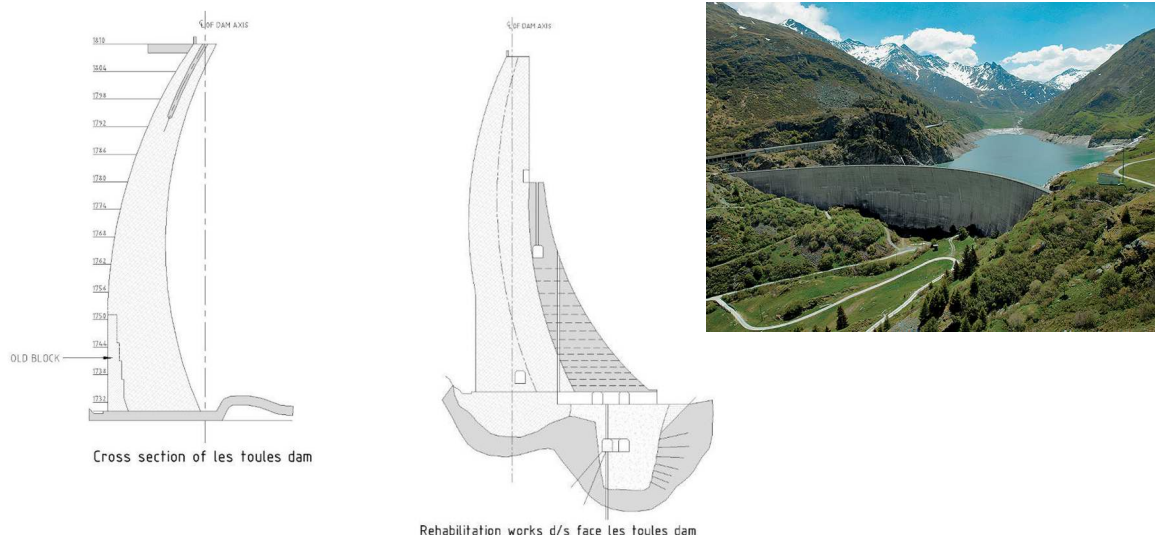 ℄ OF DAM AXIS
1810
1804
1798
1792
1786
1780
1774
1768
1762
1756
1750
1744
OLD BLOCK
1738
1732
Cross section of les toules dam
℄ OF DAM AXIS
Rehabilitation works d/s face les toules dam